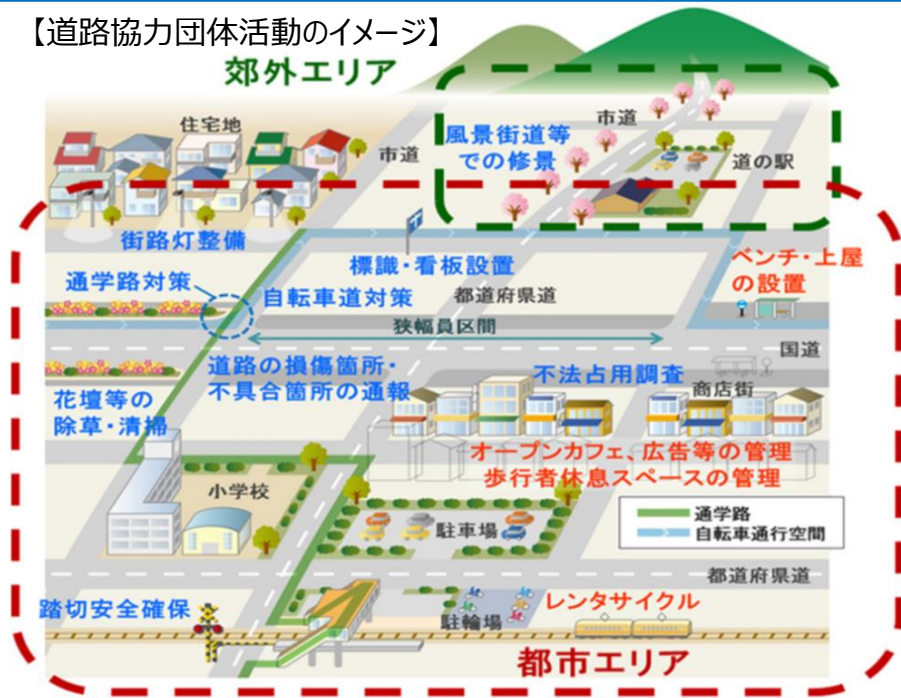 【道路協力団体活動のイメージ】
郊外エリア
住宅地
市道
風景街道等
での修景
市道
道の駅
街路灯整備
標識・看板設置
ベンチ・上屋
の設置
通学路対策
自転車道対策
都道府県道
狭幅員区間
国道
道路の損傷箇所・
不具合箇所の通報
不法占用調査
商店街
花壇等の
除草・清掃
オープンカフェ、広告等の管理
歩行者休息スペースの管理
小学校
通学路
自転車通行空間
駐車場
都道府県道
踏切安全確保
駐輪場
レンタサイクル
都市エリア